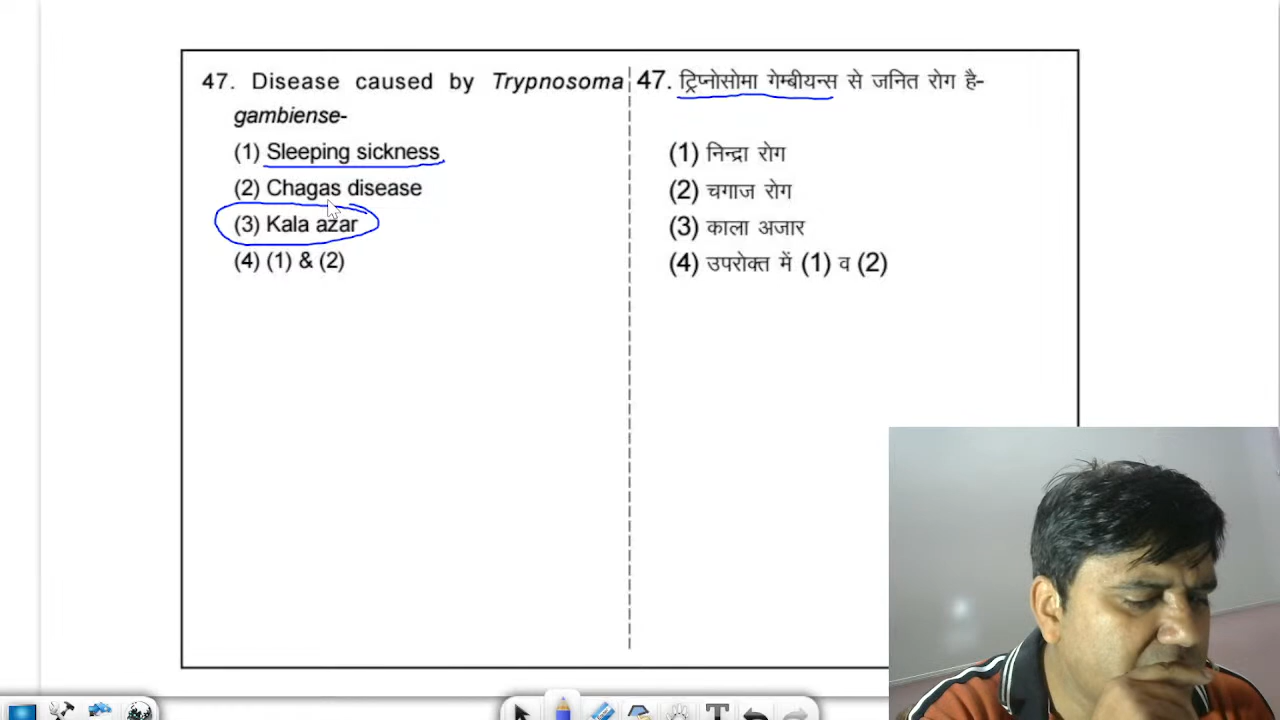 47. Disease caused by Trypnosoma
gambiense-
(1) Sleeping sickness
(2) Chagas disease
(3) Kala azar
(4) (1) & (2)
47. ट्रिप्नोसोमा गेम्बीयन्स से जनित रोग है-
(1) निन्द्रा रोग
(2) चगाज रोग
(3) काला अजार
(4) उपरोक्त में (1) व (2)